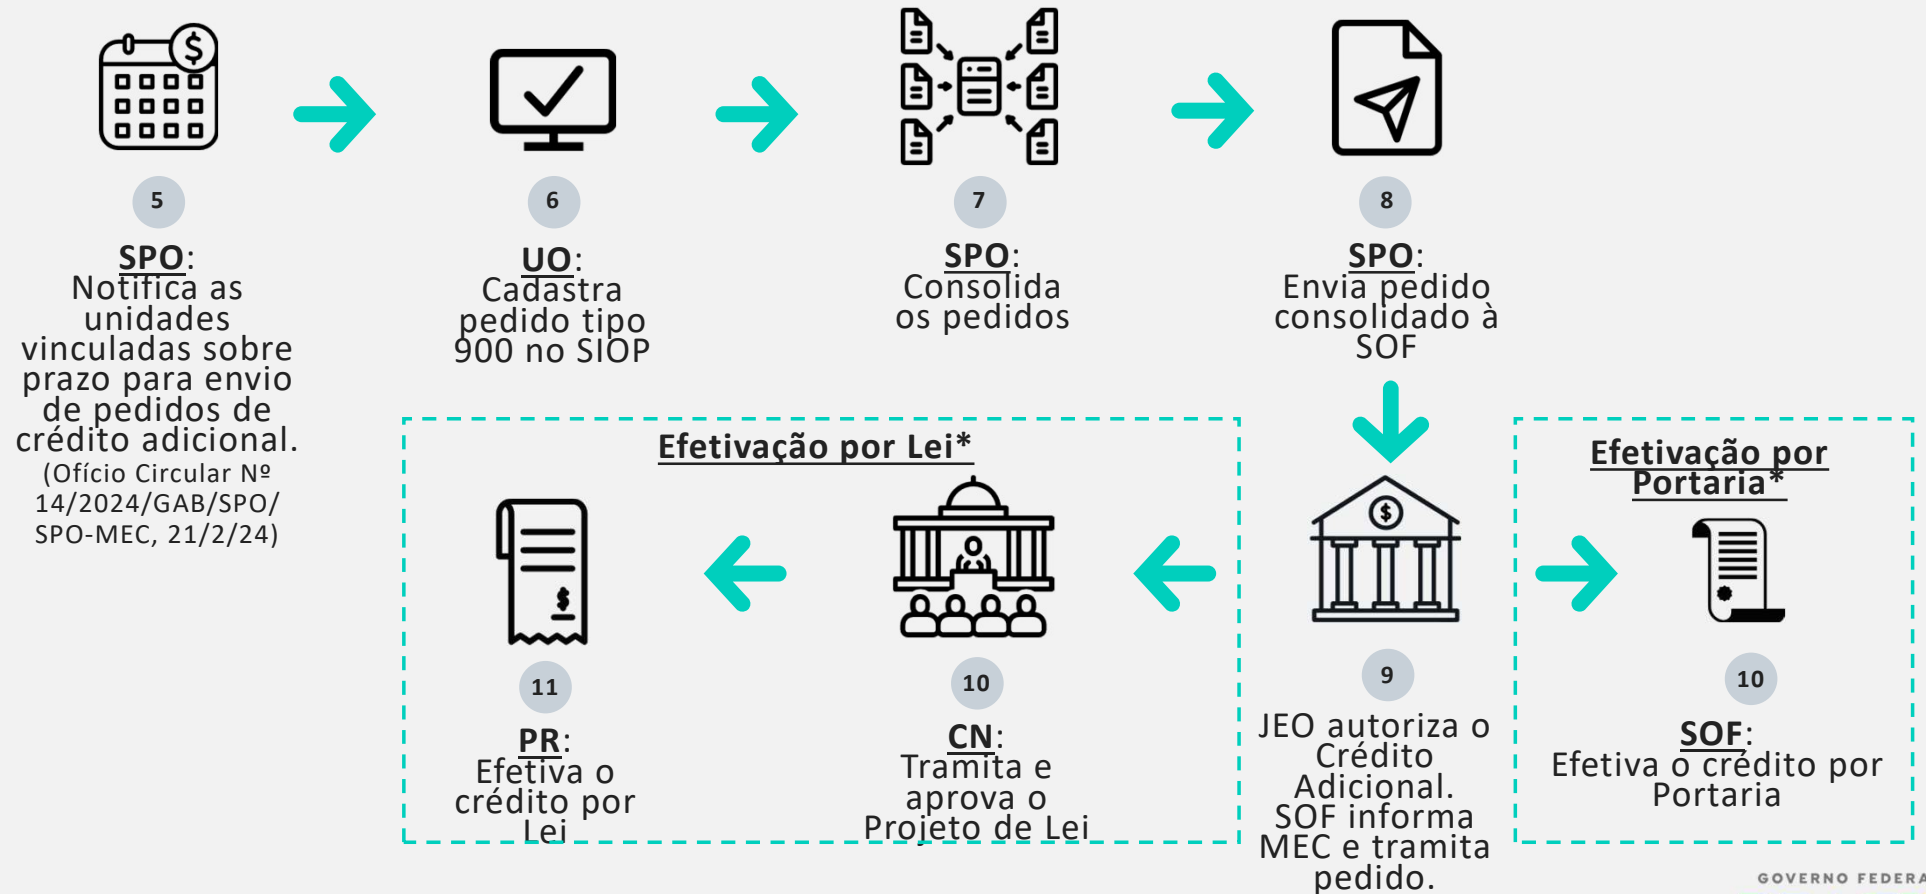 5
SPO:
Notifica as
unidades
vinculadas sobre
prazo para envio
de pedidos de
crédito adicional.
(Ofício Circular Nº
14/2024/GAB/SPO/
SPO-MEC, 21/2/24)
6
UO:
Cadastra
pedido tipo
900 no SIOP
7
SPO:
Consolida
os pedidos
8
SPO:
Envia pedido
consolidado à
SOF
9
JEO autoriza o
Crédito
Adicional.
SOF informa
MEC e tramita
pedido.
Efetivação por Lei*
10
CN:
Tramita e
aprova o
Projeto de Lei
11
PR:
Efetiva o
crédito por
Lei
Efetivação por
Portaria*
10
SOF:
Efetiva o crédito por
Portaria
GOVERNO FEDERA